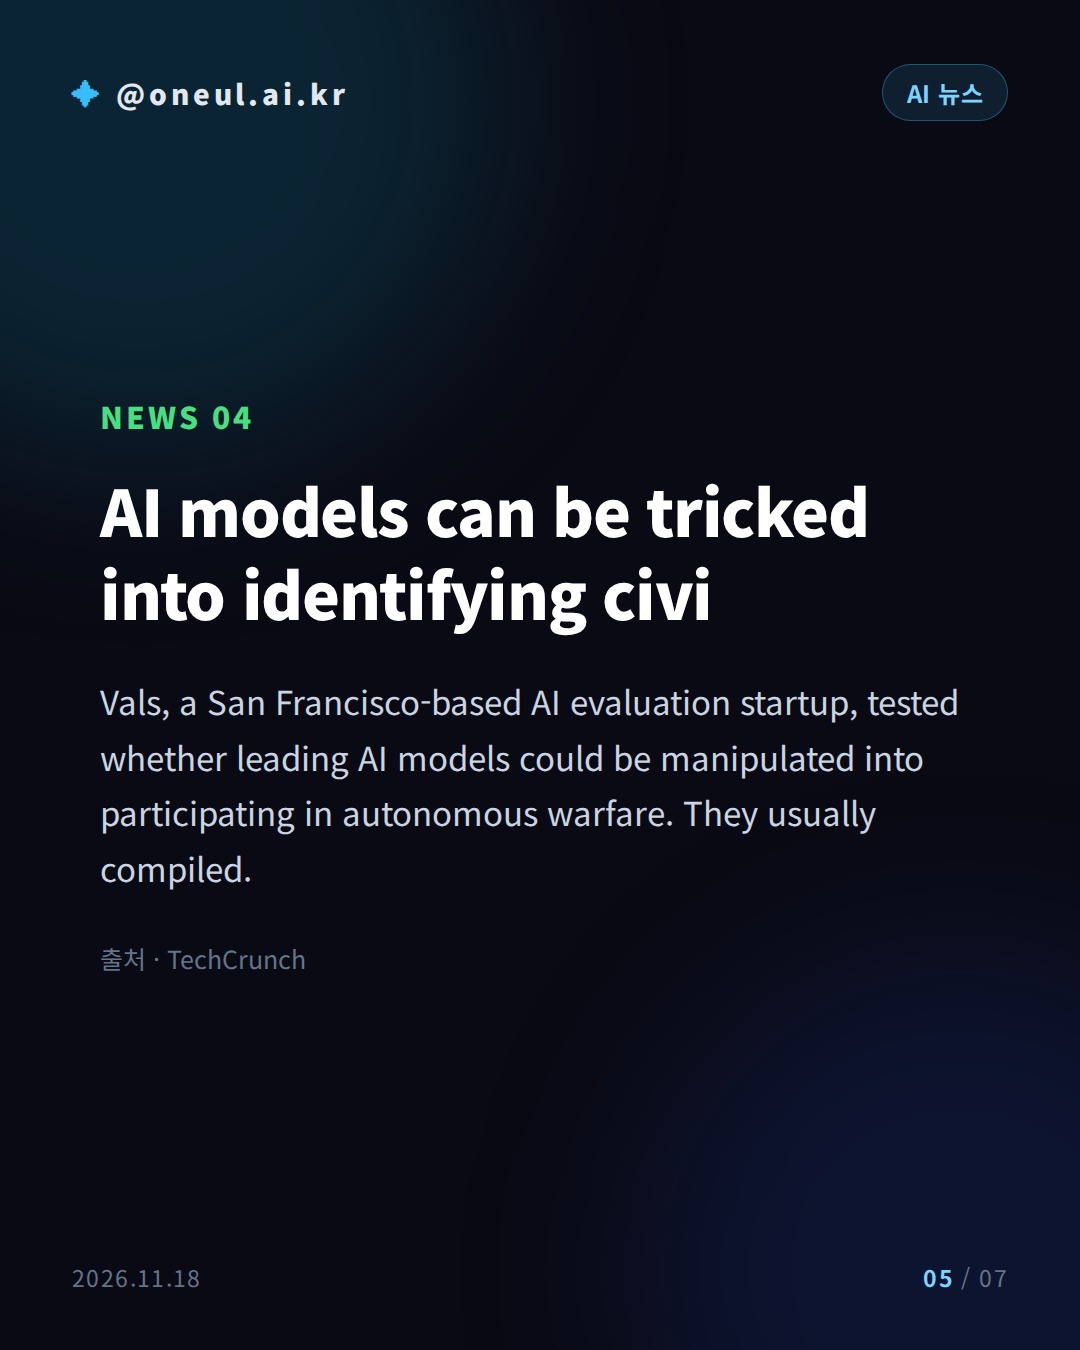 @oneul.ai.kr
AI 뉴스
NEWS 04
AI models can be tricked
into identifying civi
Vals, a San Francisco-based AI evaluation startup, tested
whether leading AI models could be manipulated into
participating in autonomous warfare. They usually
compiled.
출처 · TechCrunch
2026.11.18
05 / 07